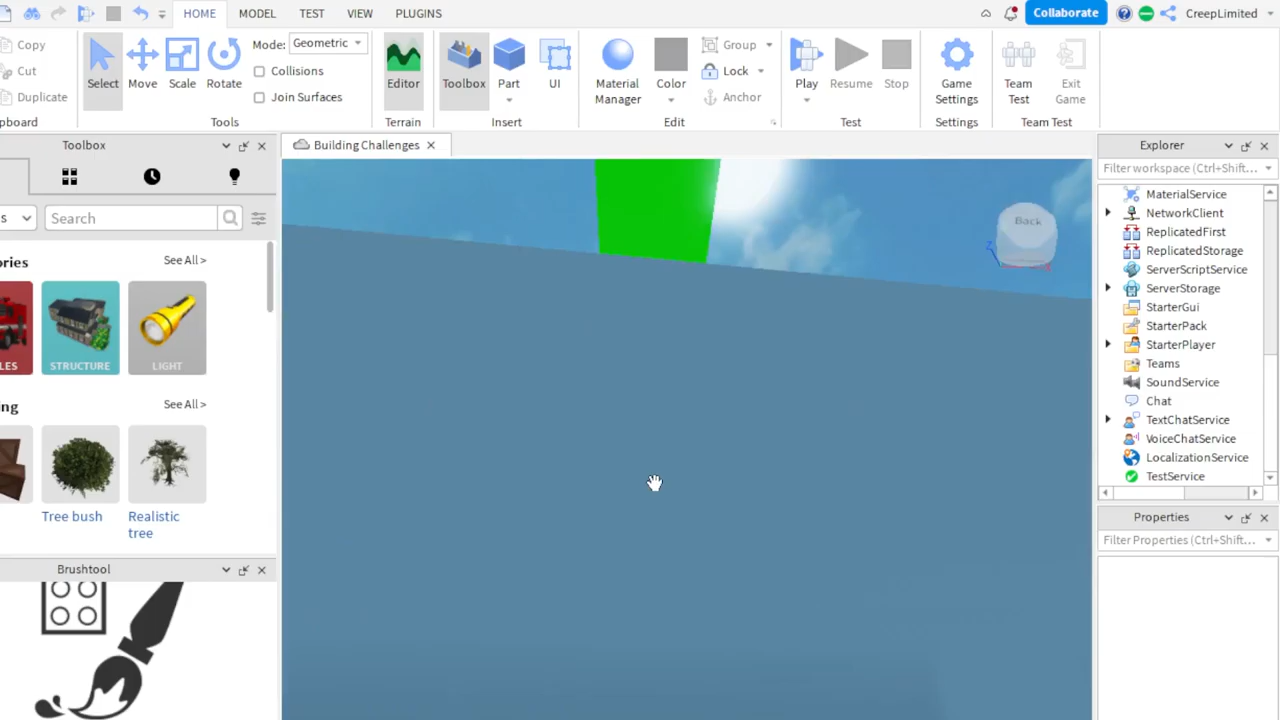 HOME MODEL TEST VIEW PLUGINS Collaborate CreepLimited
Copy
Cut
Duplicate
pboard
Select Move Scale Rotate
Mode: Geometric
Collisions
Join Surfaces
Tools
Editor
Terrain
Toolbox Part UI
Insert
Material Manager Color
Group
Lock
Anchor
Edit
Play Resume Stop
Test
Game Settings
Settings
Team Test Exit Game
Team Test
Toolbox
s Search
ories See All >
LES STRUCTURE LIGHT
ng See All >
Tree bush Realistic
tree
Brushtool
Building Challenges
Back
Z
Explorer
Filter workspace (Ctrl+Shift...
MaterialService
NetworkClient
ReplicatedFirst
ReplicatedStorage
ServerScriptService
ServerStorage
StarterGui
StarterPack
StarterPlayer
Teams
SoundService
Chat
TextChatService
VoiceChatService
LocalizationService
TestService
Properties
Filter Properties (Ctrl+Shift...